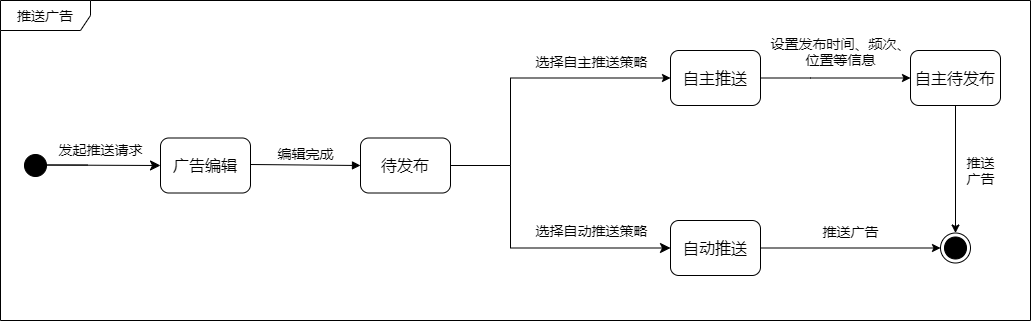 推送广告
发起推送请求
广告编辑
编辑完成
待发布
选择自主推送策略
自主推送
设置发布时间、频次、
位置等信息
自主待发布
推送
广告
选择自动推送策略
自动推送
推送广告